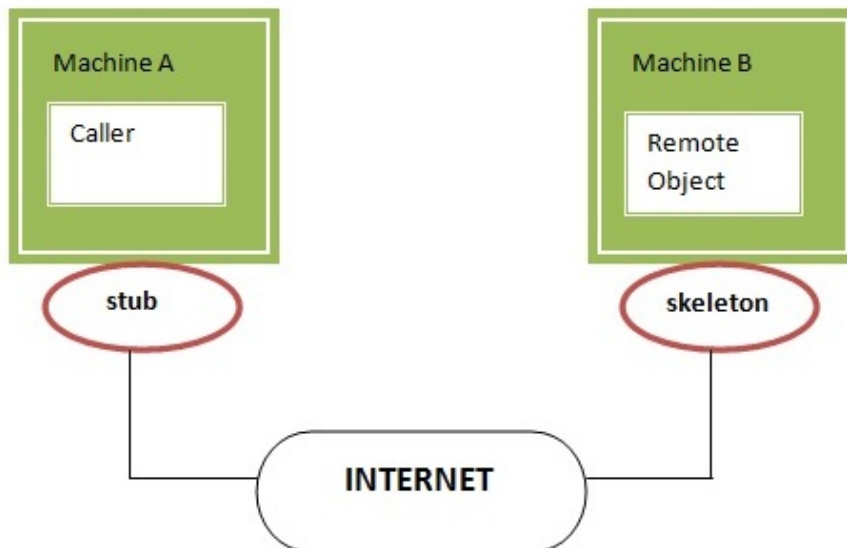 Machine A
Caller
stub
Machine B
Remote
Object
skeleton
INTERNET